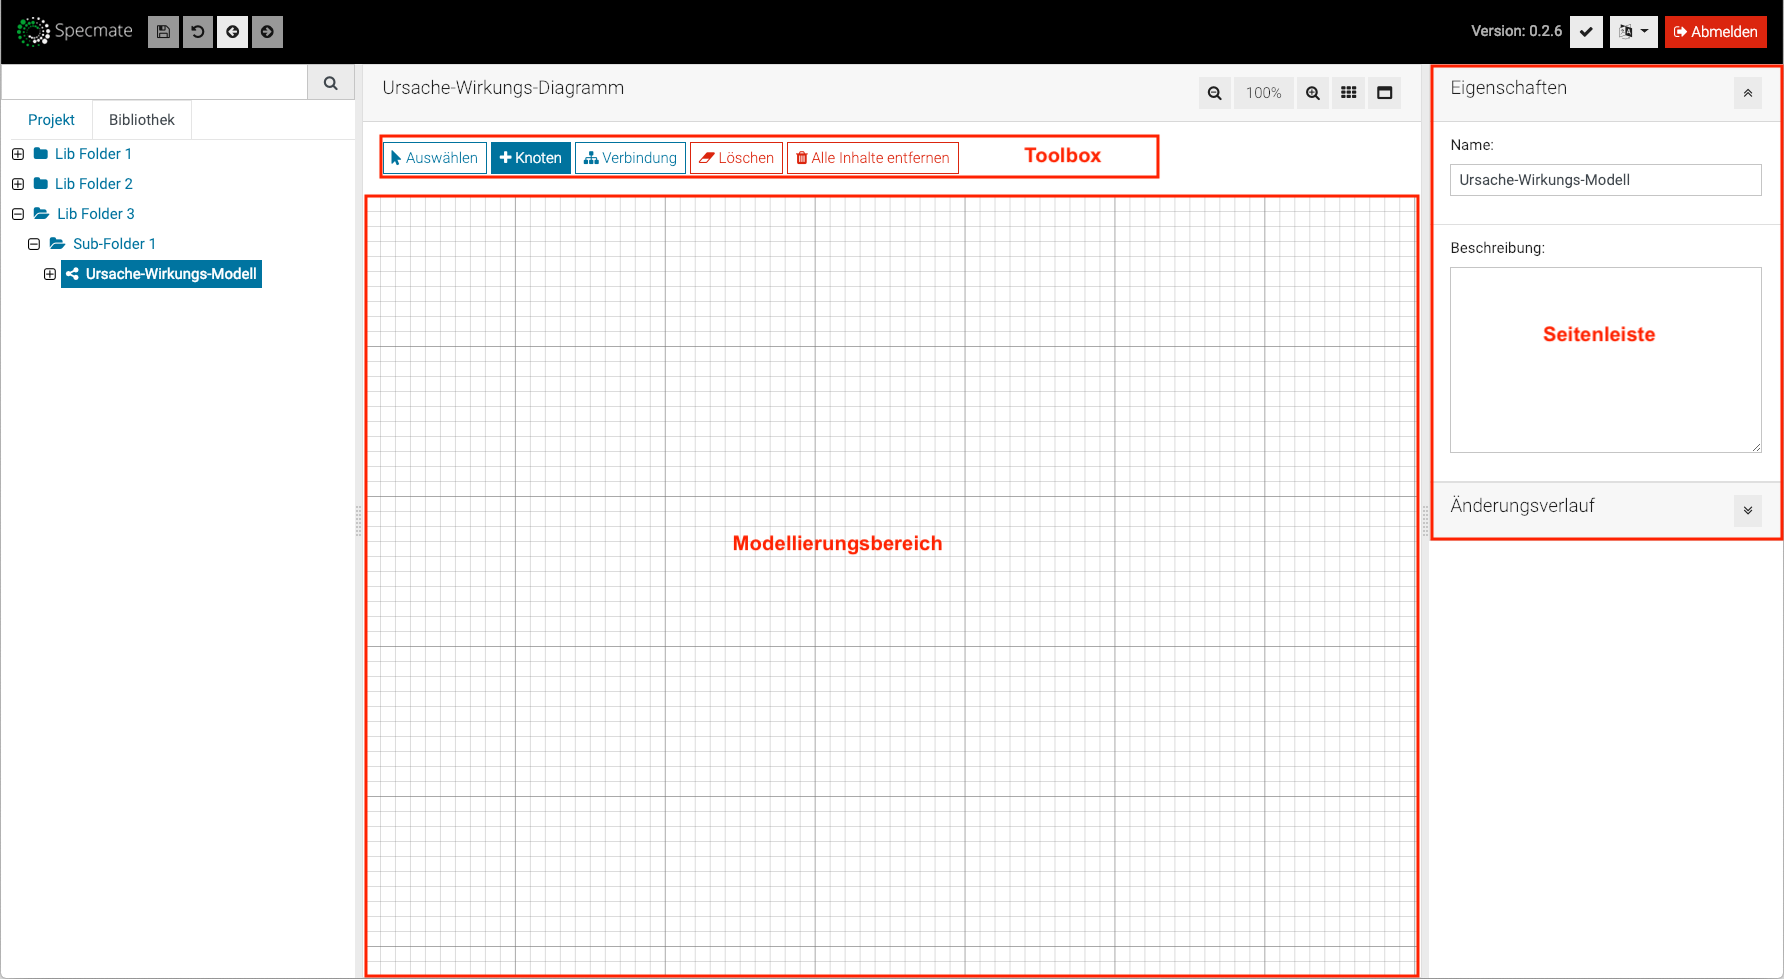 Specmate
Version: 0.2.6
Abmelden
Projekt
Bibliothek
Lib Folder 1
Lib Folder 2
Lib Folder 3
Sub-Folder 1
Ursache-Wirkungs-Modell
Ursache-Wirkungs-Diagramm
100%
Auswählen
Knoten
Verbindung
Löschen
Alle Inhalte entfernen
Toolbox
Modellierungsbereich
Eigenschaften
Name:
Ursache-Wirkungs-Modell
Beschreibung:
Seitenleiste
Änderungsverlauf